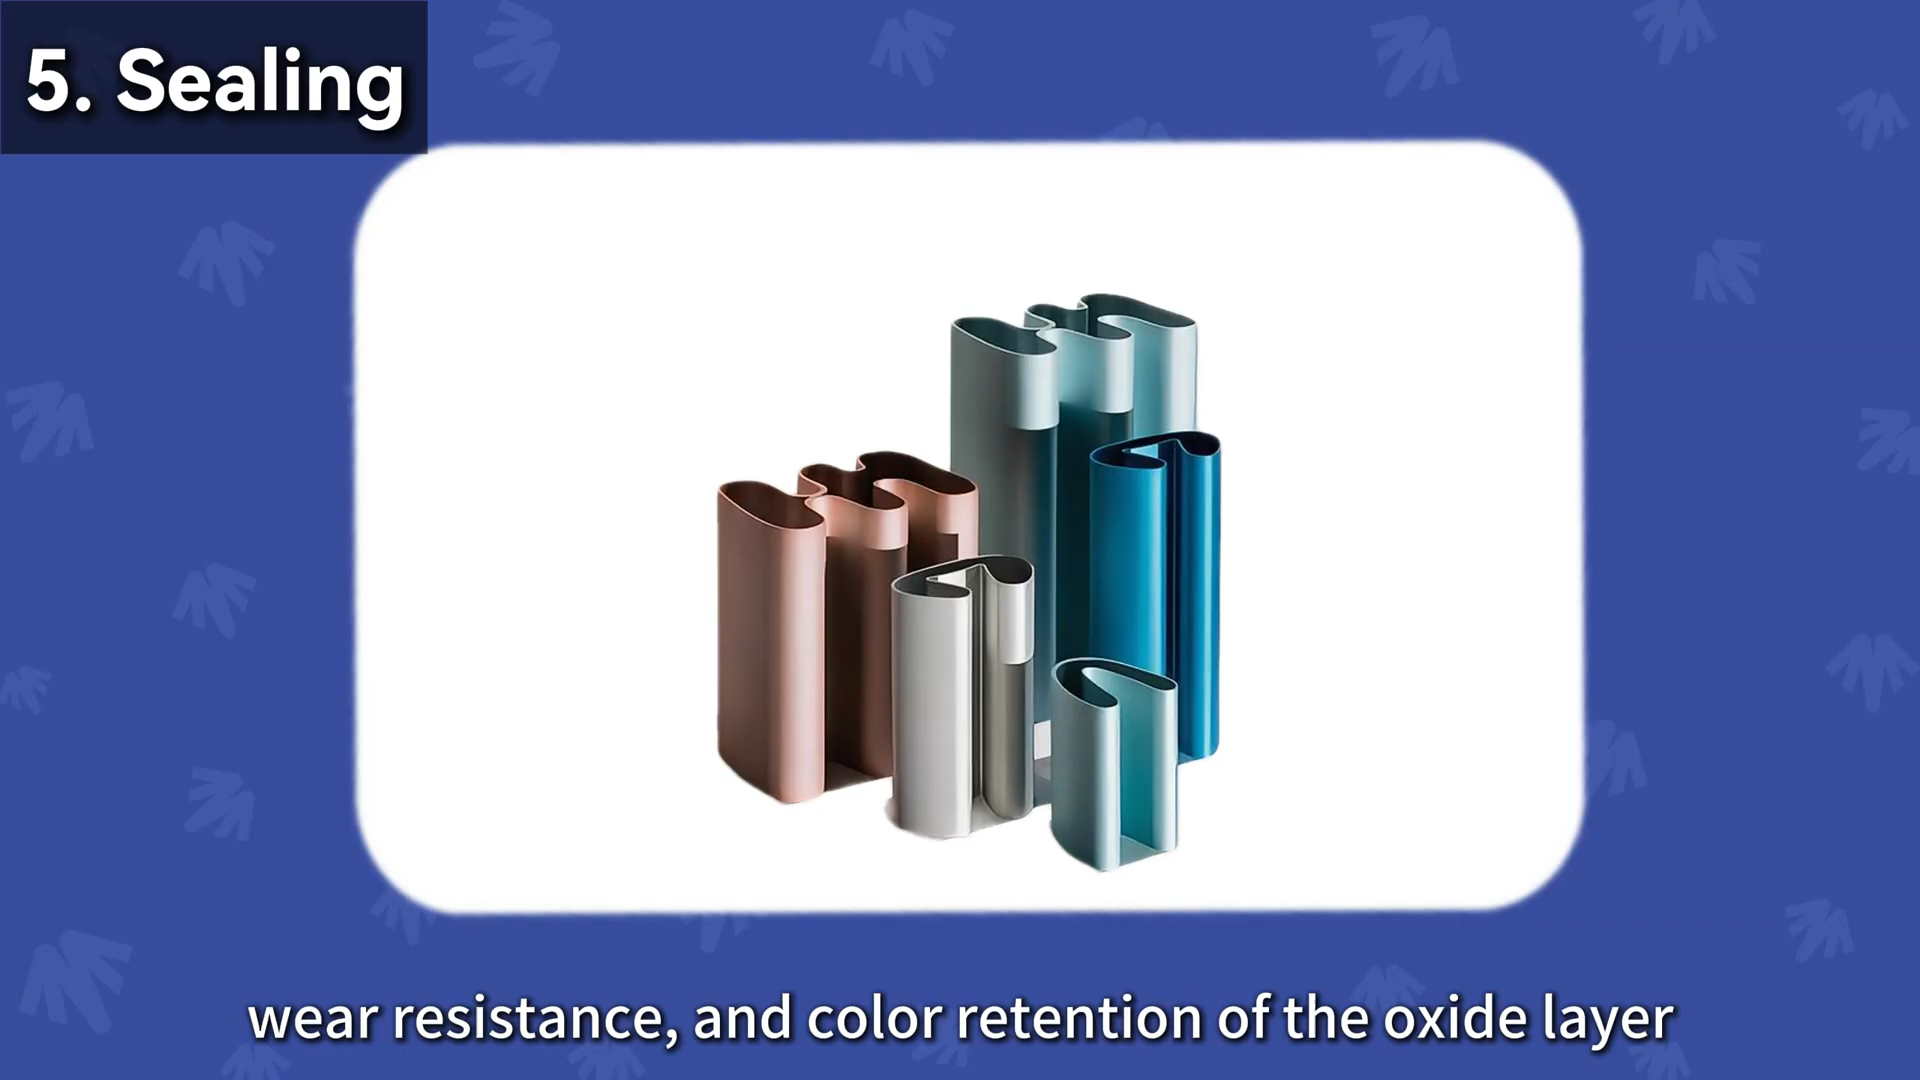 5. Sealing
wear resistance, and color retention of the oxide layer